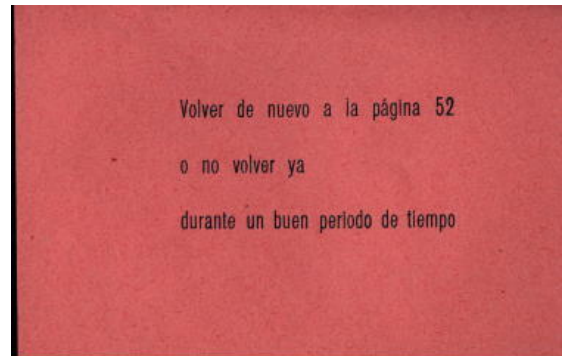 Volver de nuevo a la página 52
o no volver ya
durante un buen periodo de tiempo